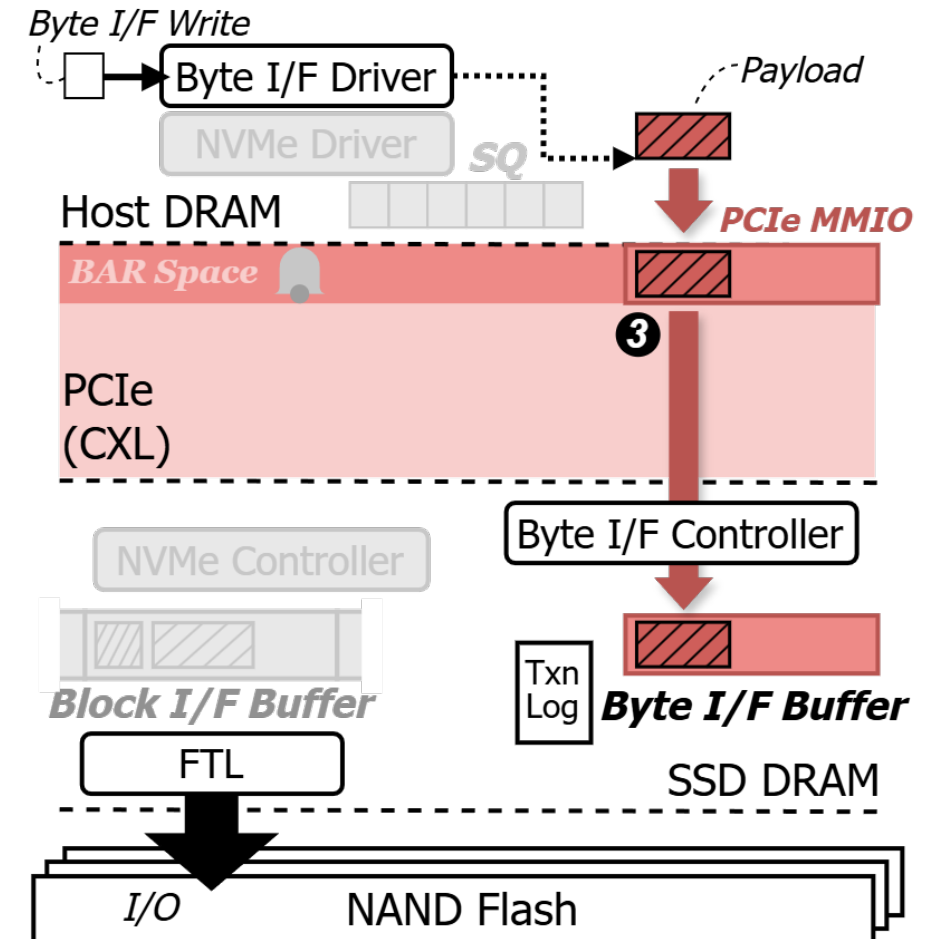 Byte I/F Write
Byte I/F Driver
Payload
NVMe Driver
SQ
Host DRAM
PCIe MMIO
BAR Space
3
PCIe
(CXL)
Byte I/F Controller
NVMe Controller
Txn
Log
Block I/F Buffer
Byte I/F Buffer
FTL
SSD DRAM
I/O
NAND Flash